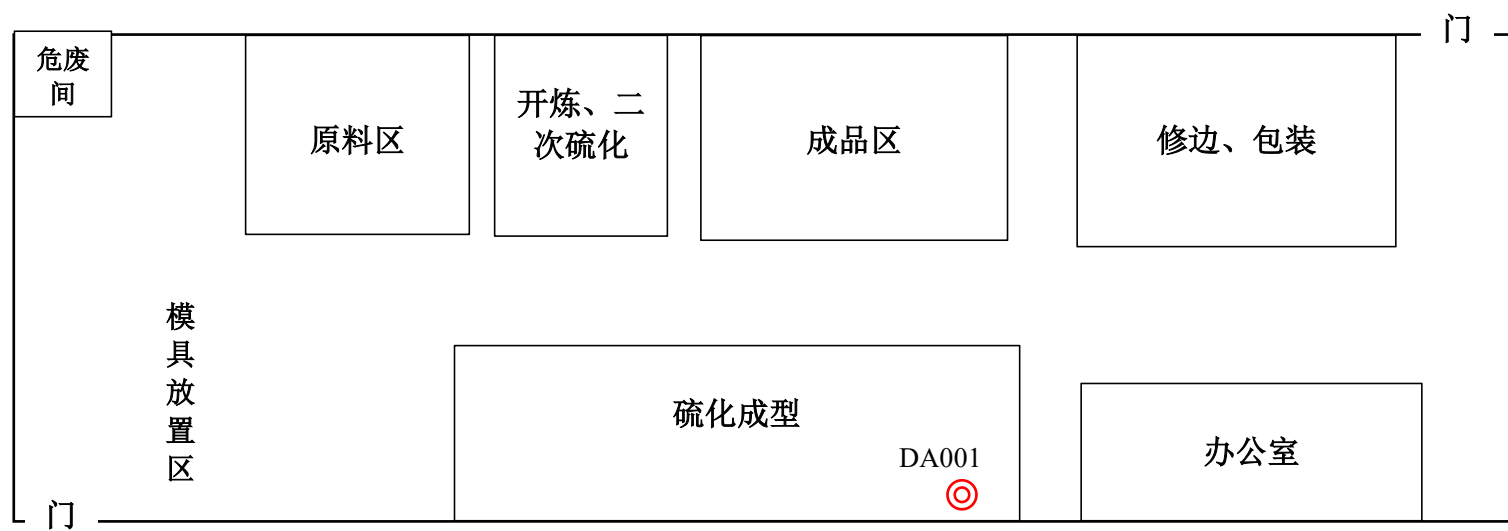 门
危废
间
原料区
开炼、二
次硫化
成品区
修边、包装
模
具
放
置
区
硫化成型
DA001
办公室
门